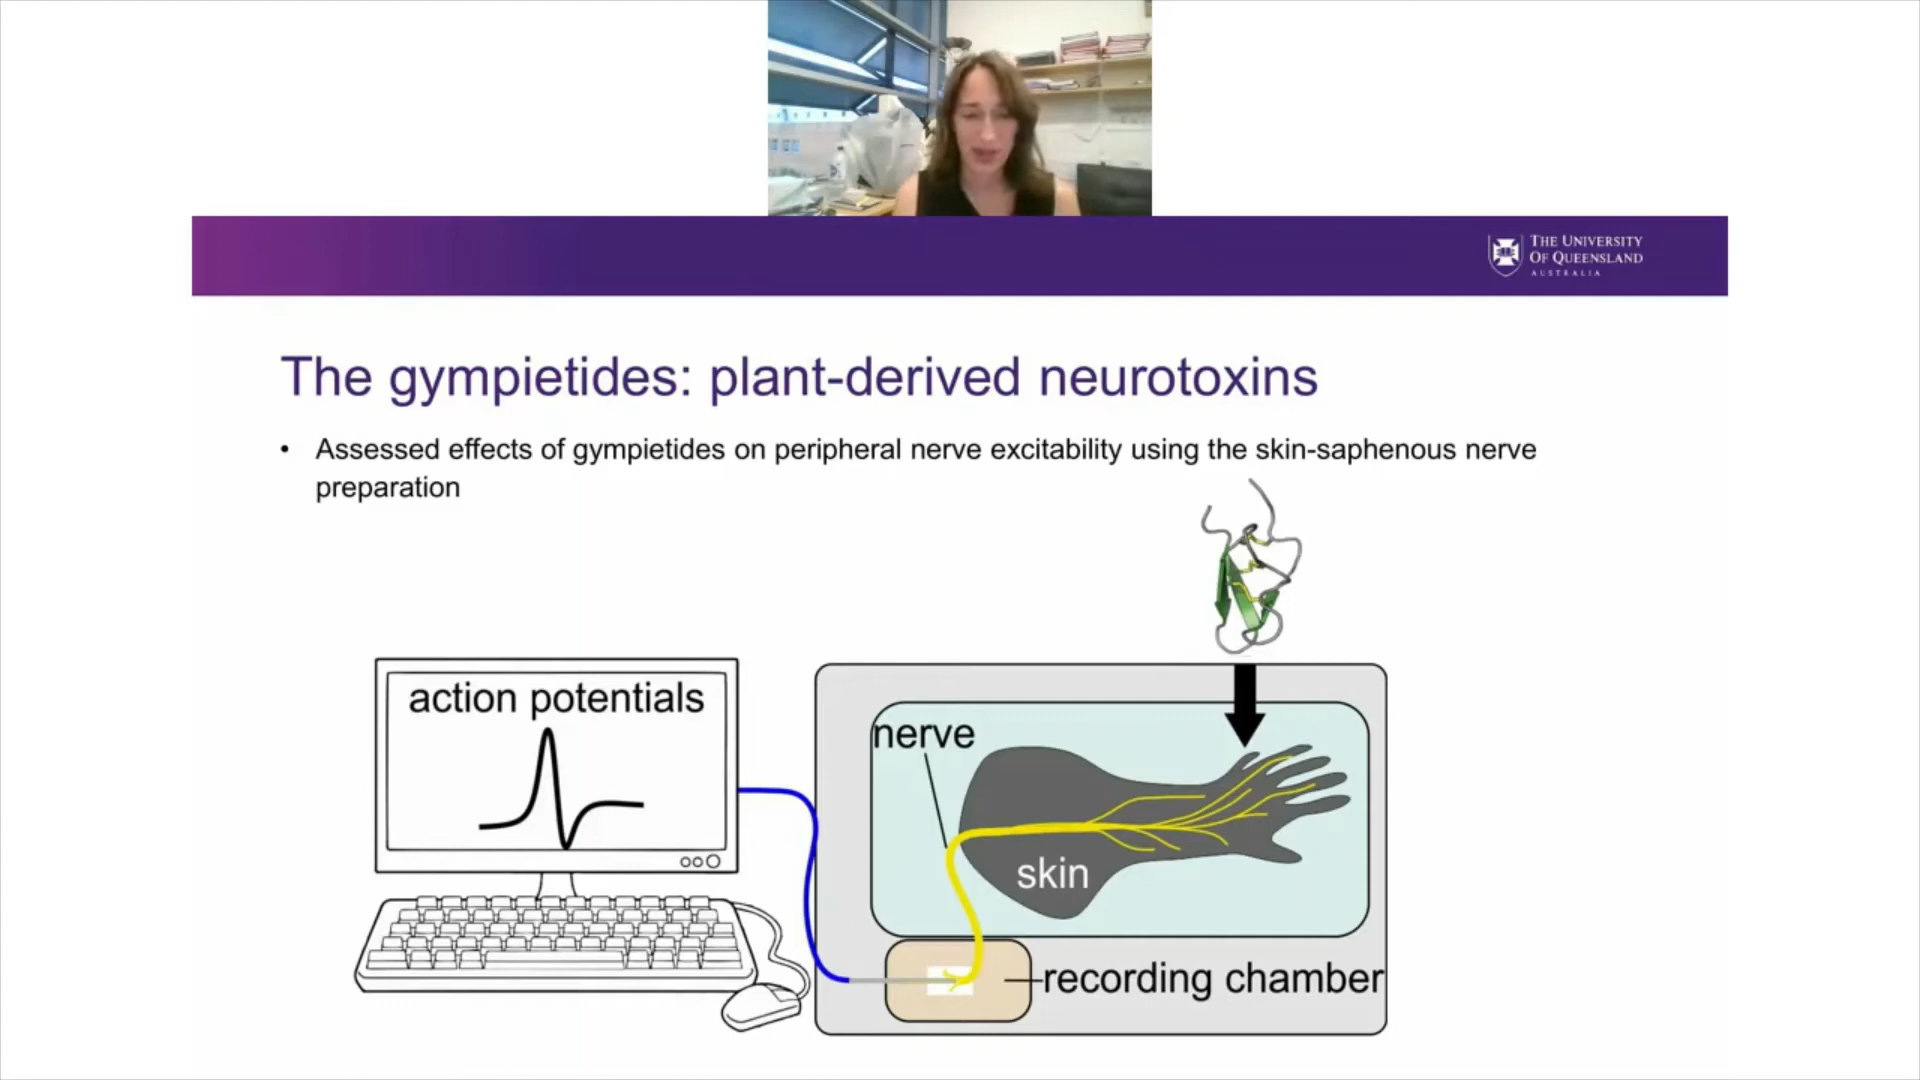 THE UNIVERSITY
OF QUEENSLAND
AUSTRALIA
The gympietides: plant-derived neurotoxins
• Assessed effects of gympietides on peripheral nerve excitability using the skin-saphenous nerve
preparation
action potentials
nerve
skin
recording chamber